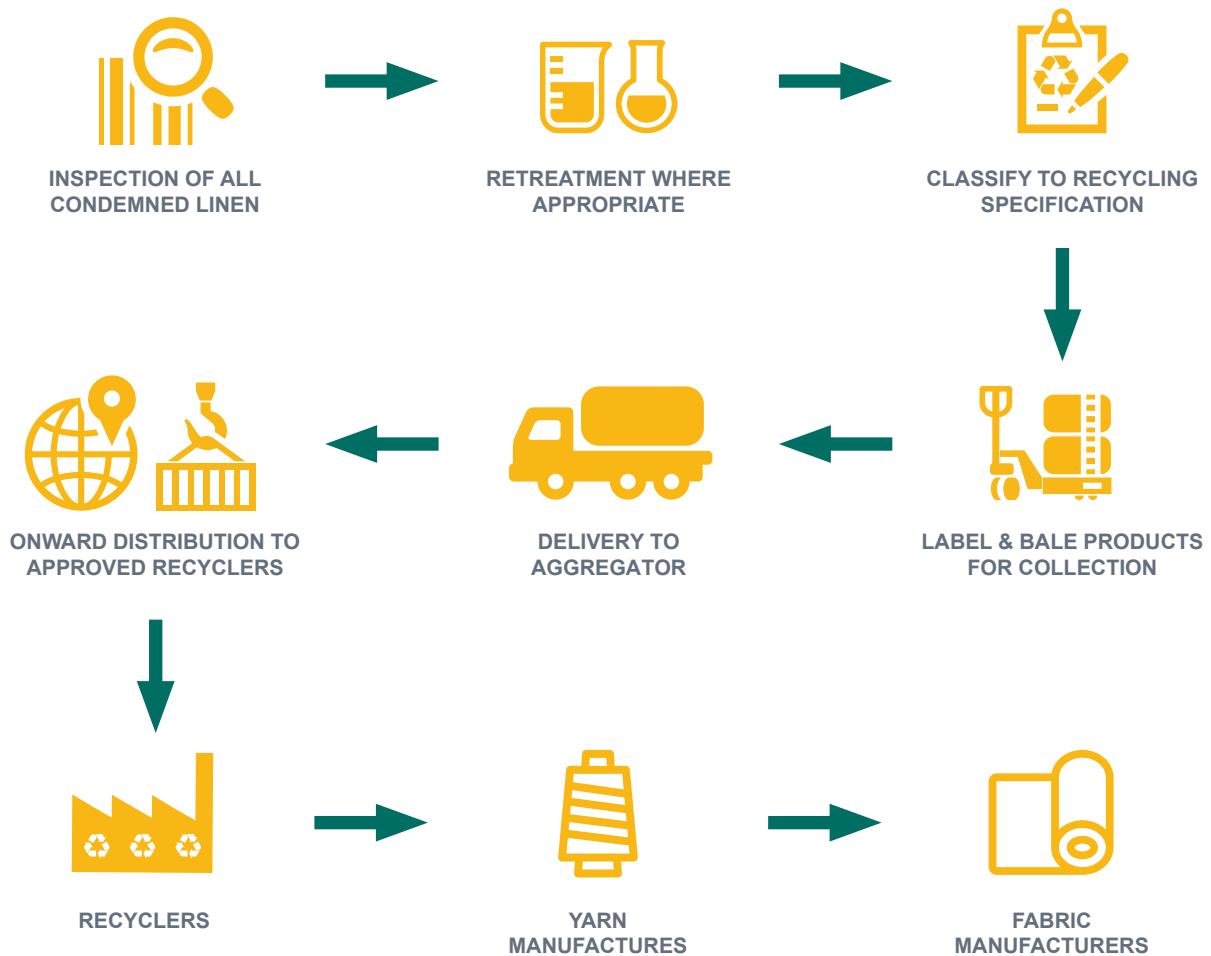 INSPECTION OF ALL
CONDEMNED LINEN
RETREATMENT WHERE
APPROPRIATE
CLASSIFY TO RECYCLING
SPECIFICATION
ONWARD DISTRIBUTION TO
APPROVED RECYCLERS
DELIVERY TO
AGGREGATOR
LABEL & BALE PRODUCTS
FOR COLLECTION
RECYCLERS
YARN
MANUFACTURES
FABRIC
MANUFACTURERS